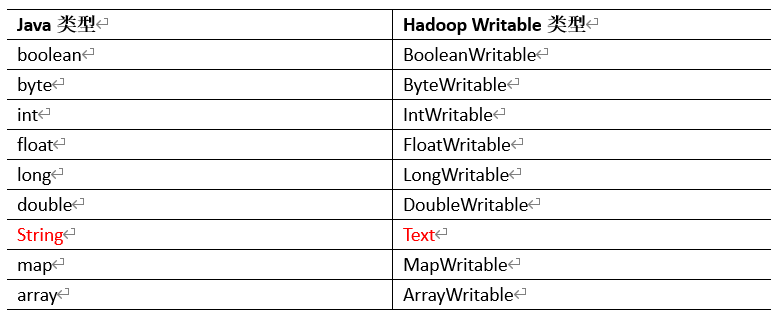 Java 类型 Hadoop Writable 类型
boolean BooleanWritable
byte ByteWritable
int IntWritable
float FloatWritable
long LongWritable
double DoubleWritable
String Text
map MapWritable
array ArrayWritable